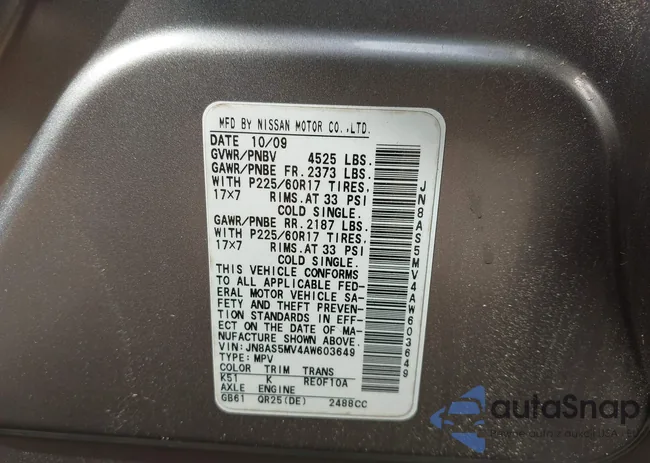 MFD BY NISSAN MOTOR CO.,LTD.
DATE 10/09
GVWR/PNBV 4525 LBS.
GAWR/PNBE FR.2373 LBS.
WITH P225/60R17 TIRES,
17×7 RIMS.AT 33 PSI
COLD SINGLE.
GAWR/PNBE RR.2187 LBS.
WITH P225/60R17 TIRES,
17×7 RIMS.AT 33 PSI
COLD SINGLE.
THIS VEHICLE CONFORMS
TO ALL APPLICABLE FED-
ERAL MOTOR VEHICLE SA-
FETY AND THEFT PREVEN-
TION STANDARDS IN EFF-
ECT ON THE DATE OF MA-
NUFACTURE SHOWN ABOVE.
VIN: JN8AS5MV4AW603649
TYPE: MPV
COLOR TRIM TRANS
K51 K RE0F10A
AXLE ENGINE
GB61 QR25(DE) 2488CC
JN8AS5MV4AW603649
autaSnap